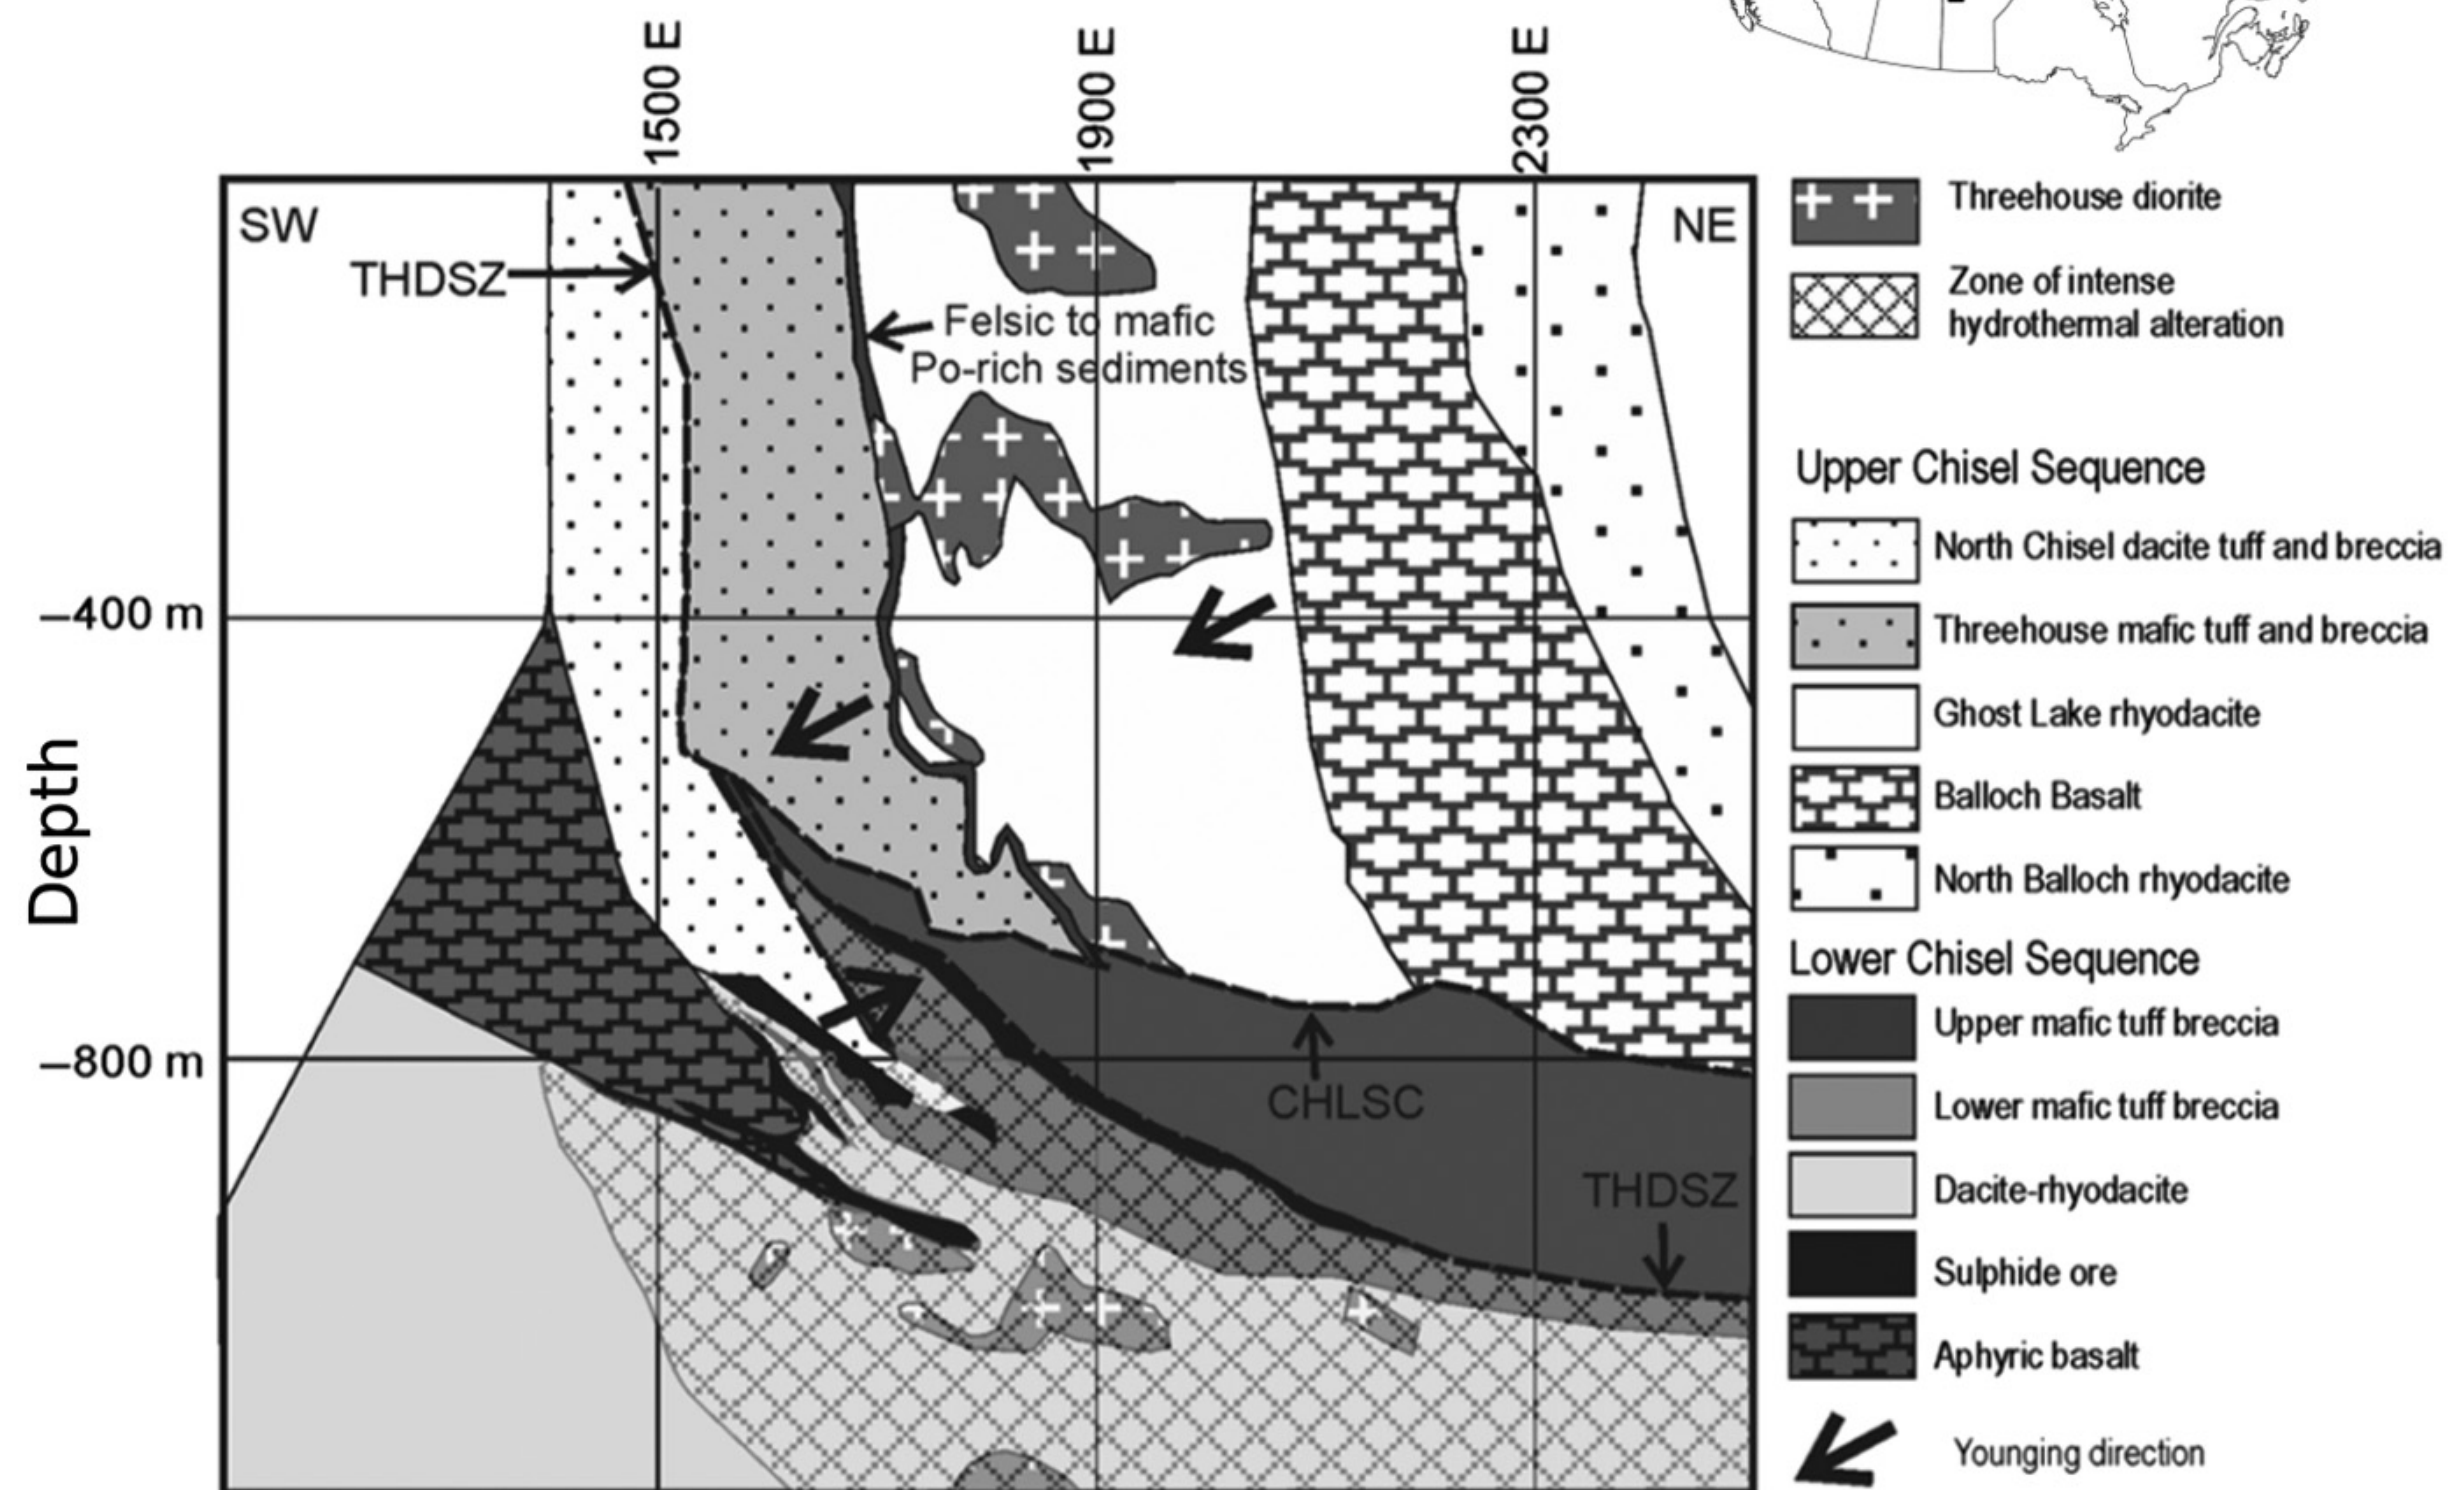 1500 E
1900 E
2300 E
SW
NE
THDSZ
Felsic to mafic
Po-rich sediments
–400 m
Depth
–800 m
CHLSC
THDSZ
Threehouse diorite
Zone of intense
hydrothermal alteration
Upper Chisel Sequence
North Chisel dacite tuff and breccia
Threehouse mafic tuff and breccia
Ghost Lake rhyodacite
Balloch Basalt
North Balloch rhyodacite
Lower Chisel Sequence
Upper mafic tuff breccia
Lower mafic tuff breccia
Dacite-rhyodacite
Sulphide ore
Aphyric basalt
Younging direction